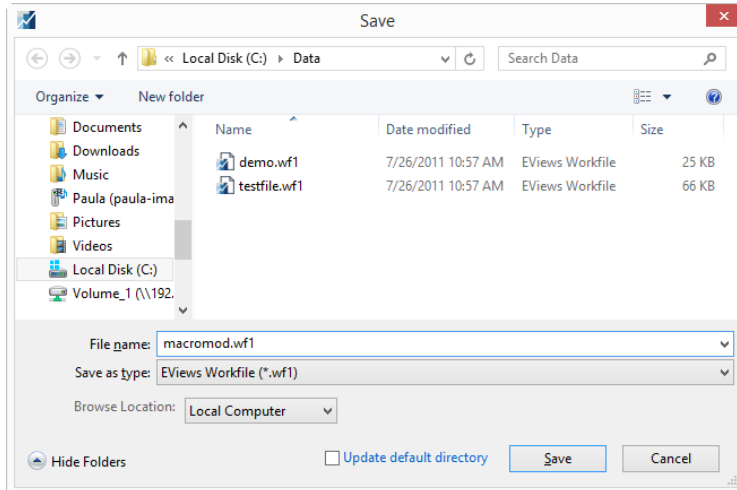 Save
« Local Disk (C:) Data Search Data
Organize New folder
Documents Name Date modified Type Size
Downloads demo.wf1 7/26/2011 10:57 AM EViews Workfile 25 KB
Music testfile.wf1 7/26/2011 10:57 AM EViews Workfile 66 KB
Paula (paula-ima
Pictures
Videos
Local Disk (C:)
Volume_1 (\\192.
File name: macromod.wf1
Save as type: EViews Workfile (*.wf1)
Browse Location: Local Computer
Hide Folders Update default directory Save Cancel